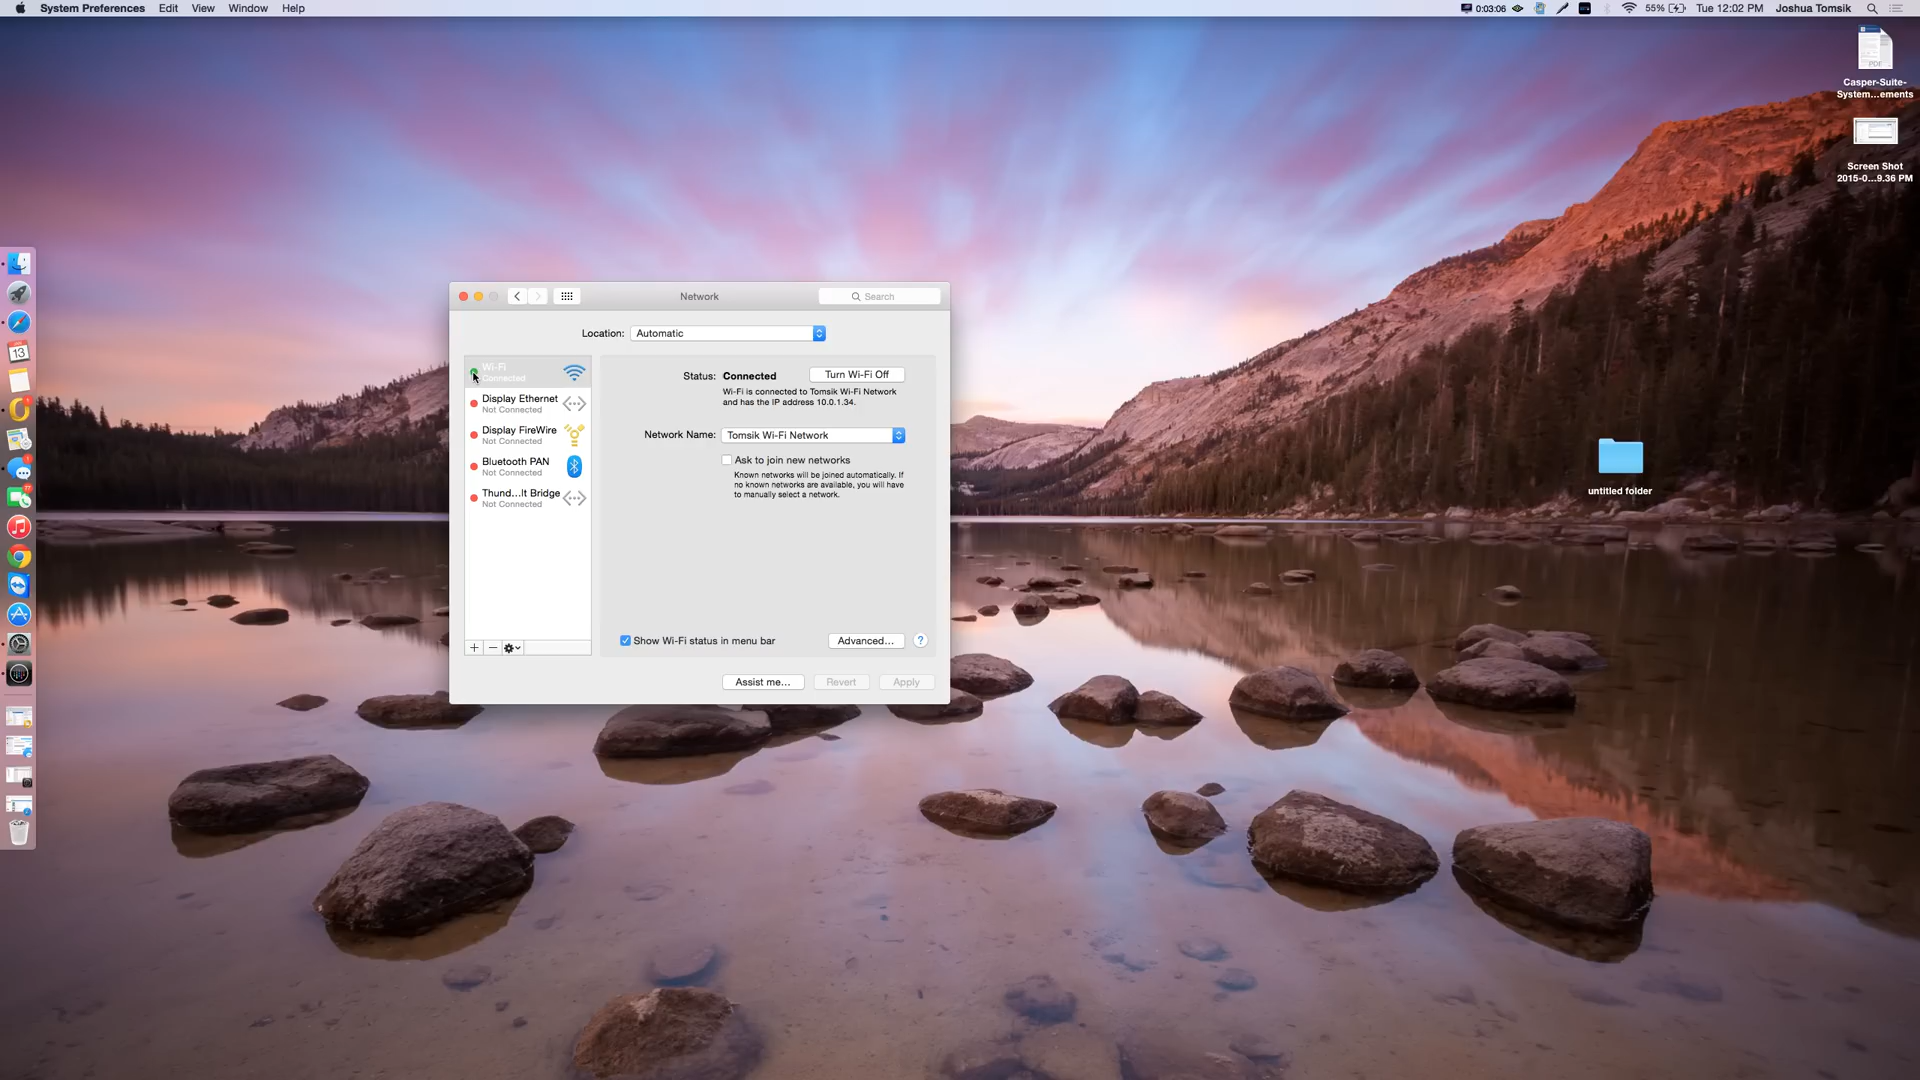 System Preferences Edit View Window Help
0:03:06 55% Tue 12:02 PM Joshua Tomsik
PDF
Casper-Suite-
System...ements
Screen Shot
2015-0...9.36 PM
untitled folder
13
Network
Search
Location: Automatic
Wi-Fi
Connected
Display Ethernet
Not Connected
Display FireWire
Not Connected
Bluetooth PAN
Not Connected
Thund...lt Bridge
Not Connected
Status: Connected
Turn Wi-Fi Off
Wi-Fi is connected to Tomsik Wi-Fi Network
and has the IP address 10.0.1.34.
Network Name: Tomsik Wi-Fi Network
Ask to join new networks
Known networks will be joined automatically. If
no known networks are available, you will have
to manually select a network.
Show Wi-Fi status in menu bar
Advanced...
?
Assist me...
Revert
Apply